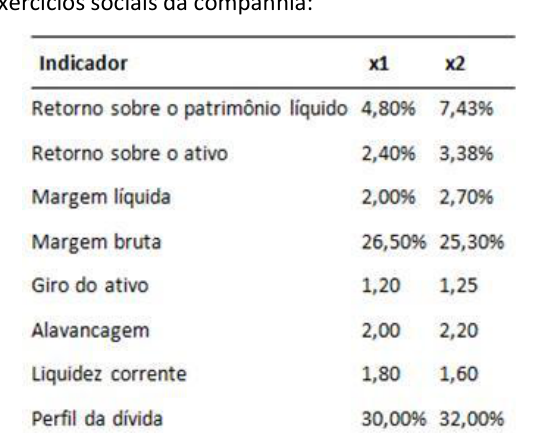 xercícios sociais da companhia:
Indicador x1 x2
Retorno sobre o patrimônio líquido 4,80% 7,43%
Retorno sobre o ativo 2,40% 3,38%
Margem líquida 2,00% 2,70%
Margem bruta 26,50% 25,30%
Giro do ativo 1,20 1,25
Alavancagem 2,00 2,20
Liquidez corrente 1,80 1,60
Perfil da dívida 30,00% 32,00%